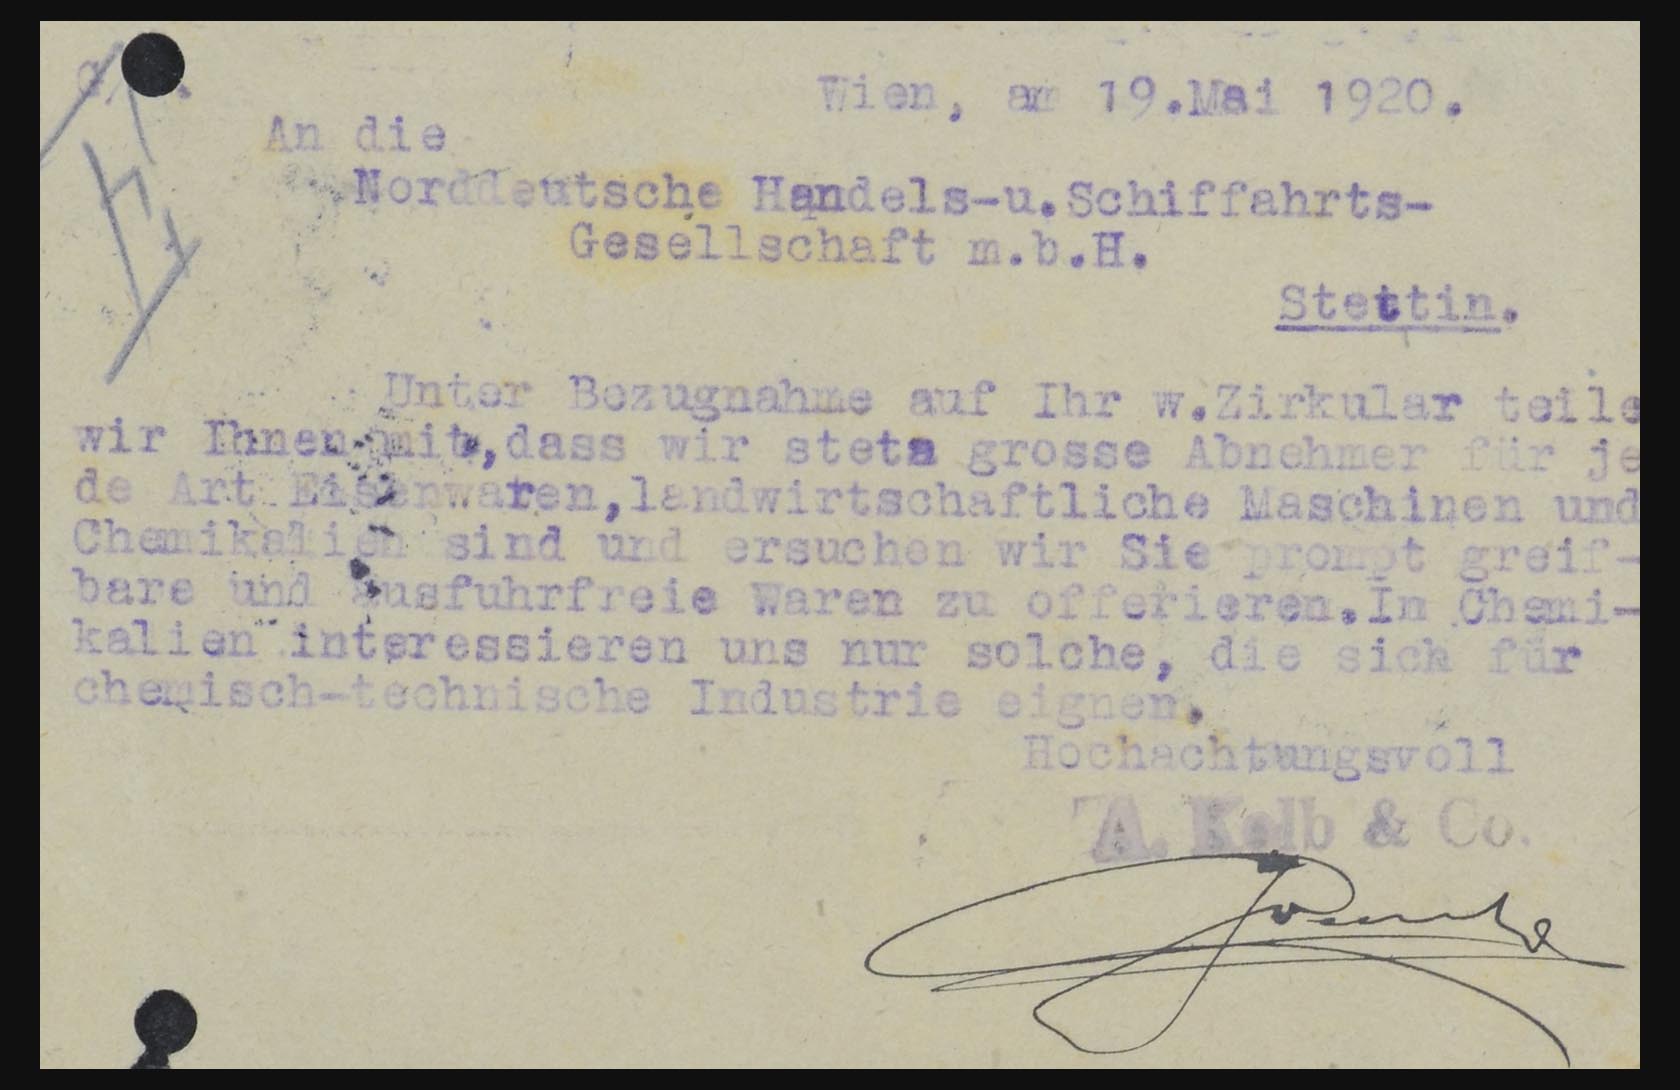 Wien, am 19.Mai 1920.
An die
Norddeutsche Handels-u.Schiffahrts-
Gesellschaft m.b.H.
Stettin.
Unter Bezugnahme auf Ihr w.Zirkular teile
wir Ihnen mit,dass wir stets grosse Abnehmer für je
de Art Eisenwaren,landwirtschaftliche Maschinen und
Chemikalien sind und ersuchen wir Sie prompt greif-
bare und ausfuhrfreie Waren zu offerieren.In Chemi-
kalien interessieren uns nur solche, die sich für
chemisch-technische Industrie eignen.
Hochachtungsvoll
A. Kolb & Co.